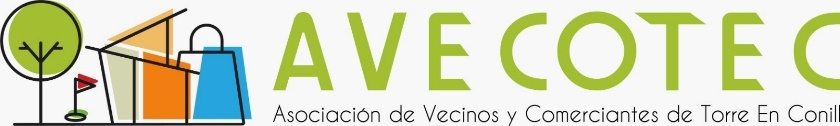 AVECOTEC
Asociación de Vecinos y Comerciantes de Torre En Conill